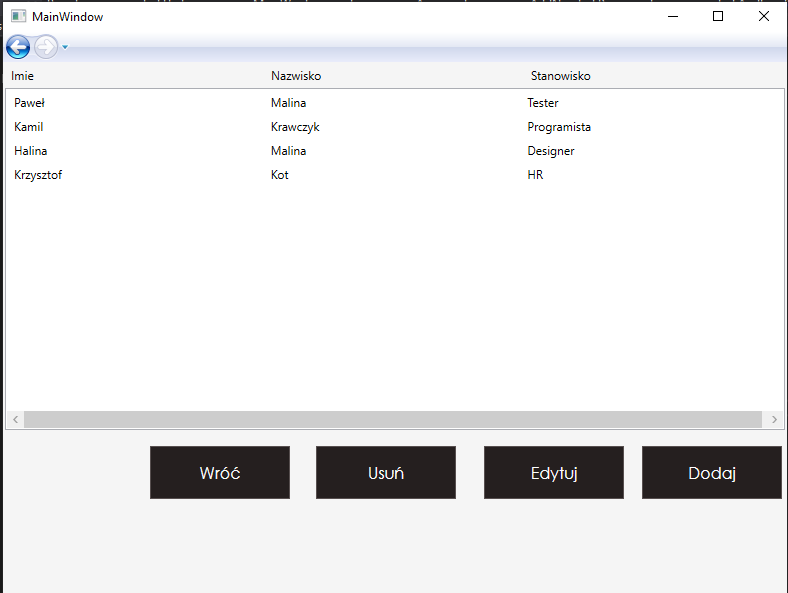 MainWindow
Imie Nazwisko Stanowisko
Paweł Malina Tester
Kamil Krawczyk Programista
Halina Malina Designer
Krzysztof Kot HR
Wróć Usuń Edytuj Dodaj